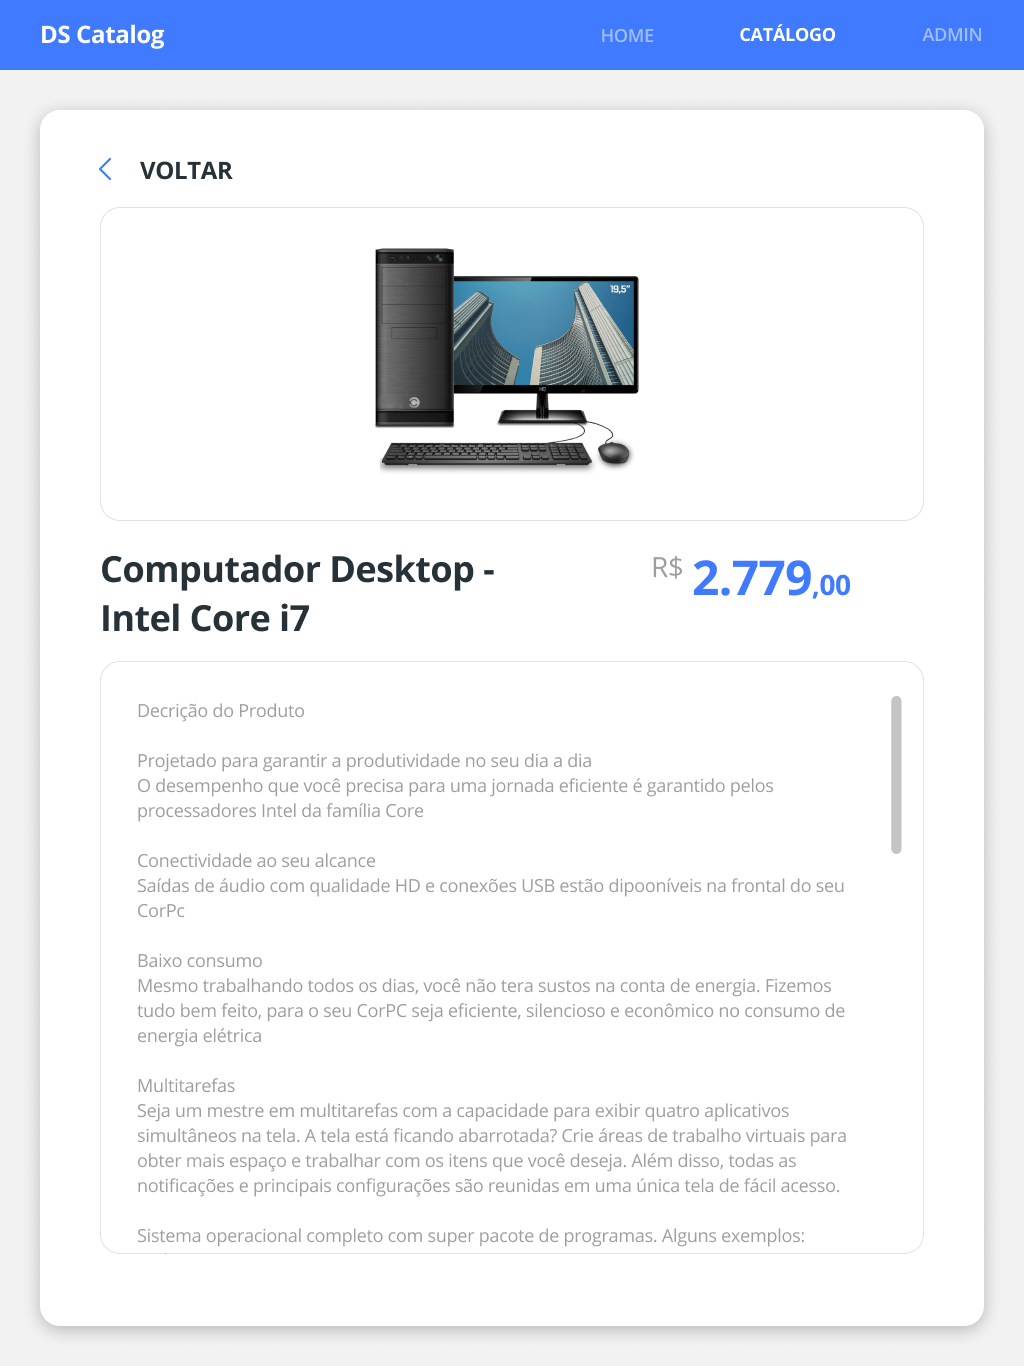 DS Catalog
HOME
CATÁLOGO
ADMIN
VOLTAR
19,5"
Computador Desktop -
Intel Core i7
R$ 2.779,00
Decrição do Produto
Projetado para garantir a produtividade no seu dia a dia
O desempenho que você precisa para uma jornada eficiente é garantido pelos
processadores Intel da família Core
Conectividade ao seu alcance
Saídas de áudio com qualidade HD e conexões USB estão dipooníveis na frontal do seu
CorPc
Baixo consumo
Mesmo trabalhando todos os dias, você não tera sustos na conta de energia. Fizemos
tudo bem feito, para o seu CorPC seja eficiente, silencioso e econômico no consumo de
energia elétrica
Multitarefas
Seja um mestre em multitarefas com a capacidade para exibir quatro aplicativos
simultâneos na tela. A tela está ficando abarrotada? Crie áreas de trabalho virtuais para
obter mais espaço e trabalhar com os itens que você deseja. Além disso, todas as
notificações e principais configurações são reunidas em uma única tela de fácil acesso.
Sistema operacional completo com super pacote de programas. Alguns exemplos: